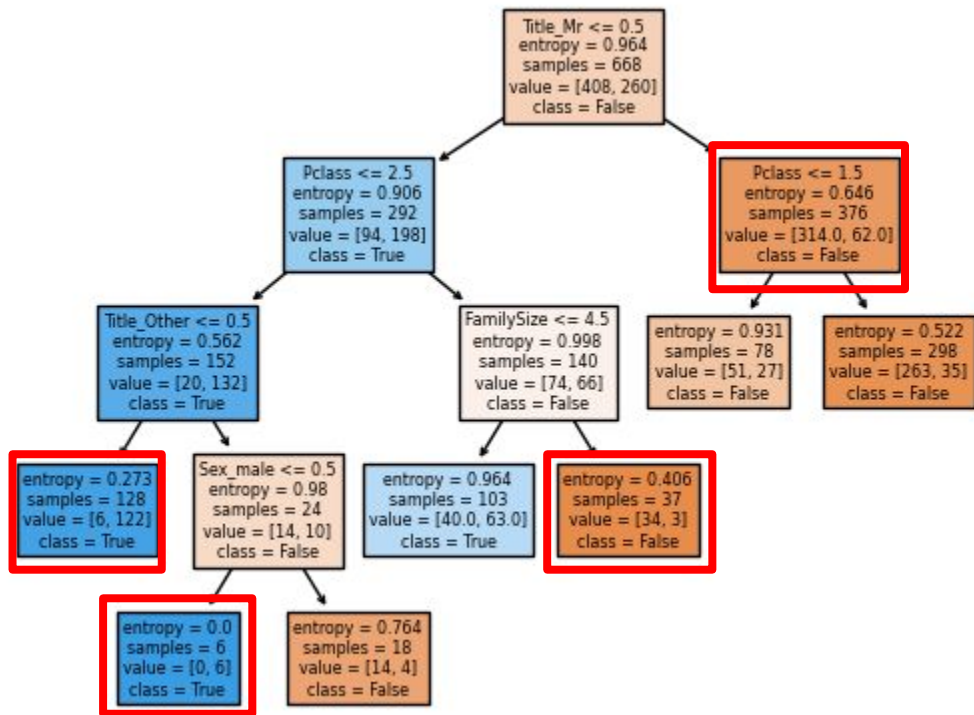 Title_Mr <= 0.5
entropy = 0.964
samples = 668
value = [408, 260]
class = False
Pclass <= 2.5
entropy = 0.906
samples = 292
value = [94, 198]
class = True
Pclass <= 1.5
entropy = 0.646
samples = 376
value = [314.0, 62.0]
class = False
Title_Other <= 0.5
entropy = 0.562
samples = 152
value = [20, 132]
class = True
FamilySize <= 4.5
entropy = 0.998
samples = 140
value = [74, 66]
class = False
entropy = 0.931
samples = 78
value = [51, 27]
class = False
entropy = 0.522
samples = 298
value = [263, 35]
class = False
entropy = 0.273
samples = 128
value = [6, 122]
class = True
Sex_male <= 0.5
entropy = 0.98
samples = 24
value = [14, 10]
class = False
entropy = 0.964
samples = 103
value = [40.0, 63.0]
class = True
entropy = 0.406
samples = 37
value = [34, 3]
class = False
entropy = 0.0
samples = 6
value = [0, 6]
class = True
entropy = 0.764
samples = 18
value = [14, 4]
class = False